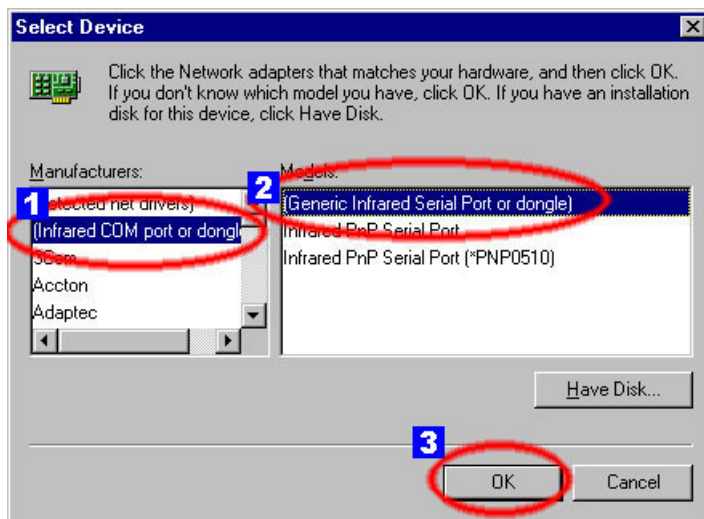 Select Device
Click the Network adapters that matches your hardware, and then click OK.
If you don't know which model you have, click OK. If you have an installation
disk for this device, click Have Disk.
Manufacturers:
Models:
1
2
(Generic Infrared Serial Port or dongle)
net drivers)
(Infrared COM port or dongl
Infrared PnP Serial Port
3Com
Infrared PnP Serial Port (*PNP0510)
Accton
Adaptec
Have Disk...
3
OK
Cancel